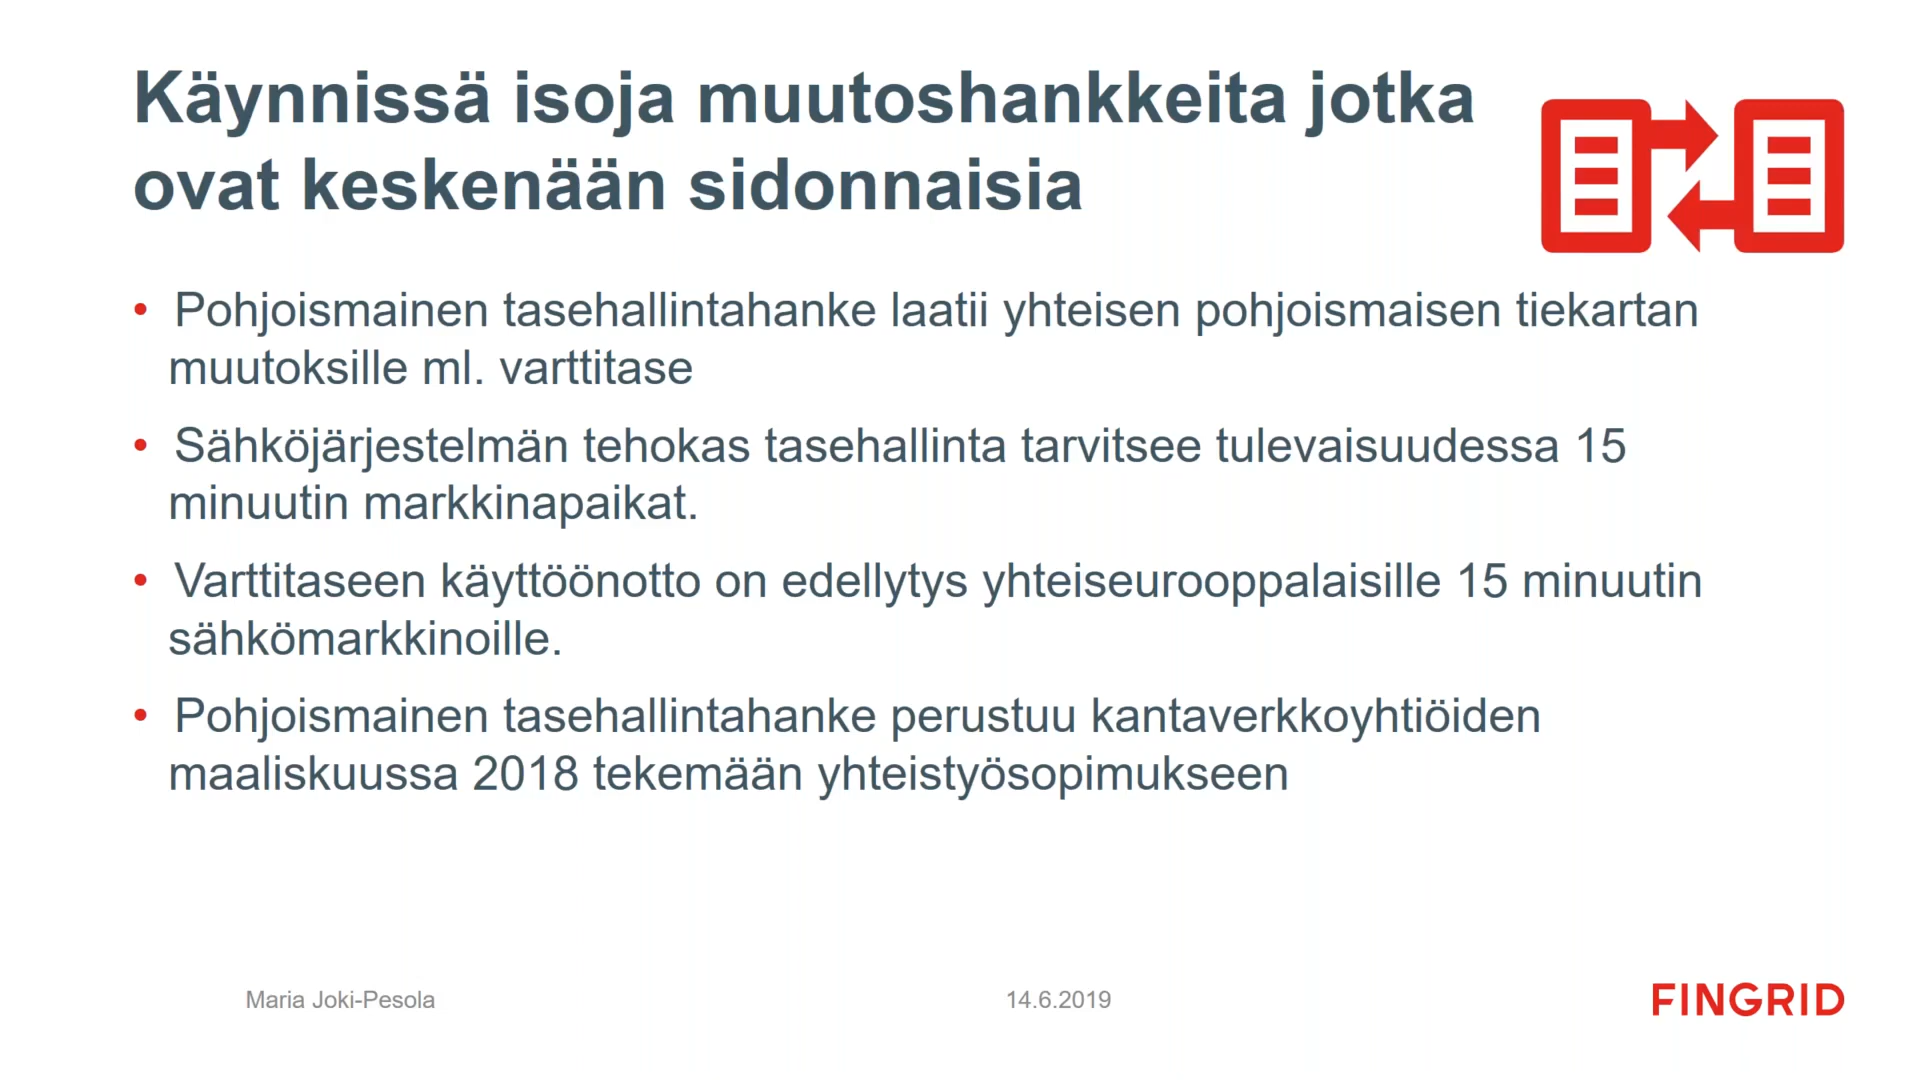 Käynnissä isoja muutoshankkeita jotka
ovat keskenään sidonnaisia
• Pohjoismainen tasehallintahanke laatii yhteisen pohjoismaisen tiekartan
muutoksille ml. varttitase
• Sähköjärjestelmän tehokas tasehallinta tarvitsee tulevaisuudessa 15
minuutin markkinapaikat.
• Varttitaseen käyttöönotto on edellytys yhteiseurooppalaisille 15 minuutin
sähkömarkkinoille.
• Pohjoismainen tasehallintahanke perustuu kantaverkkoyhtiöiden
maaliskuussa 2018 tekemään yhteistyösopimukseen
Maria Joki-Pesola
14.6.2019
FINGRID